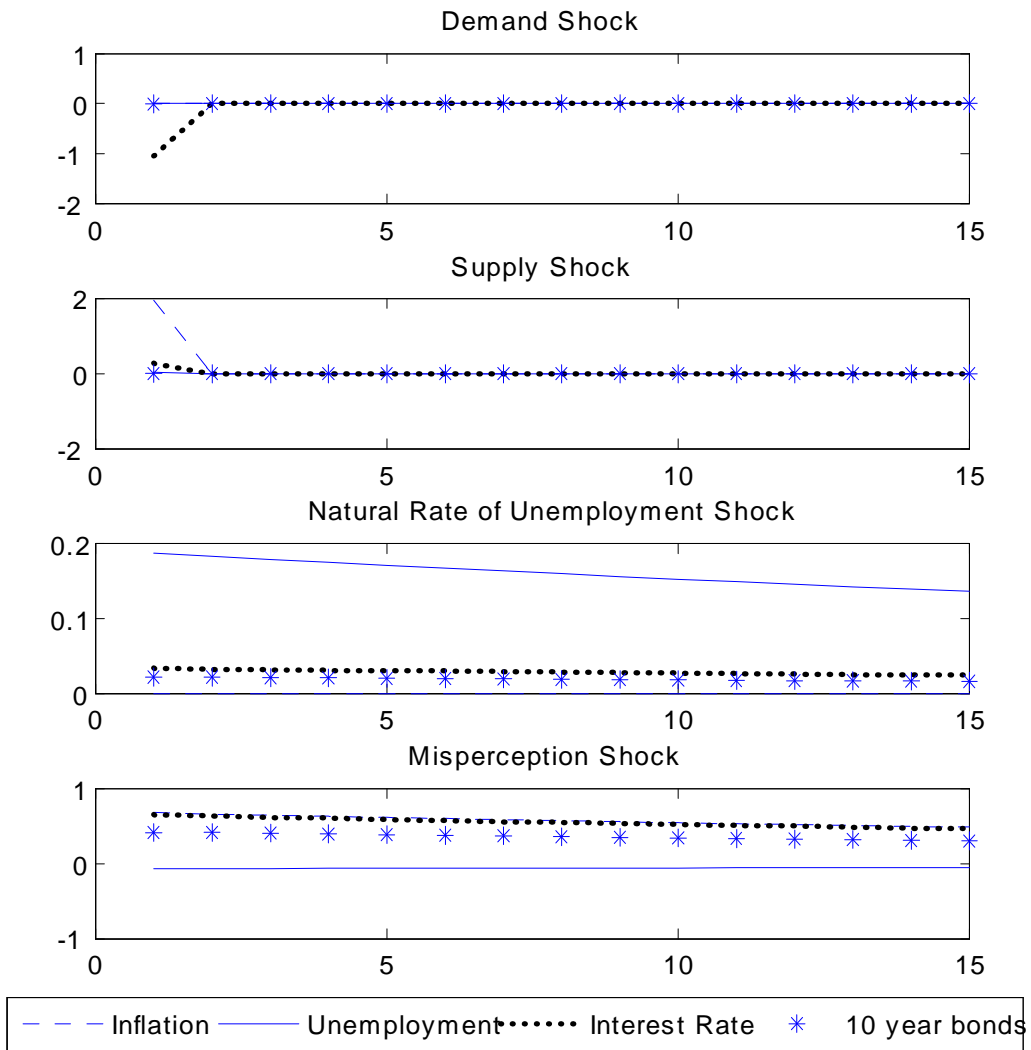 Demand Shock
1
0
-1
-2
0 5 10 15
Supply Shock
2
0
-2
0 5 10 15
Natural Rate of Unemployment Shock
0.2
0.1
0
0 5 10 15
Misperception Shock
1
0
-1
0 5 10 15
Inflation Unemployment Interest Rate 10 year bonds